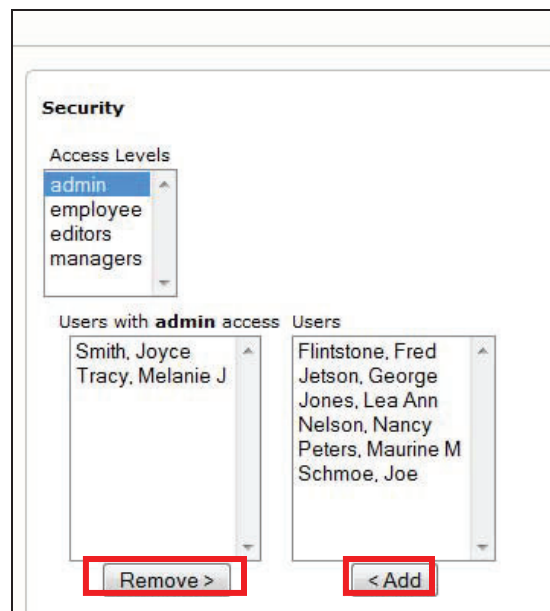 Security
Access Levels
admin
employee
editors
managers
Users with admin access
Smith, Joyce
Tracy, Melanie J
Remove >
Users
Flintstone, Fred
Jetson, George
Jones, Lea Ann
Nelson, Nancy
Peters, Maurine M
Schmoe, Joe
< Add